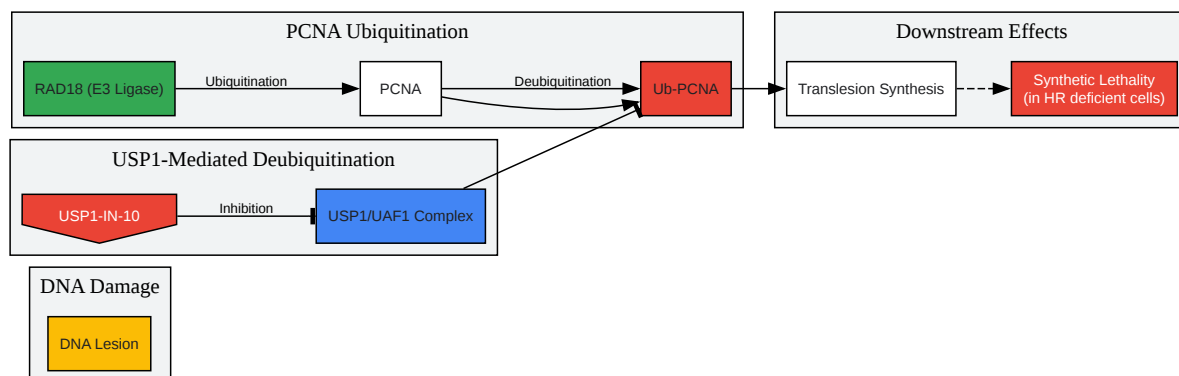 PCNA Ubiquitination
Downstream Effects
RAD18 (E3 Ligase)
Ubiquitination
PCNA
Deubiquitination
Ub-PCNA
Translesion Synthesis
Synthetic Lethality
(in HR deficient cells)
USP1-Mediated Deubiquitination
USP1-IN-10
Inhibition
USP1/UAF1 Complex
DNA Damage
DNA Lesion